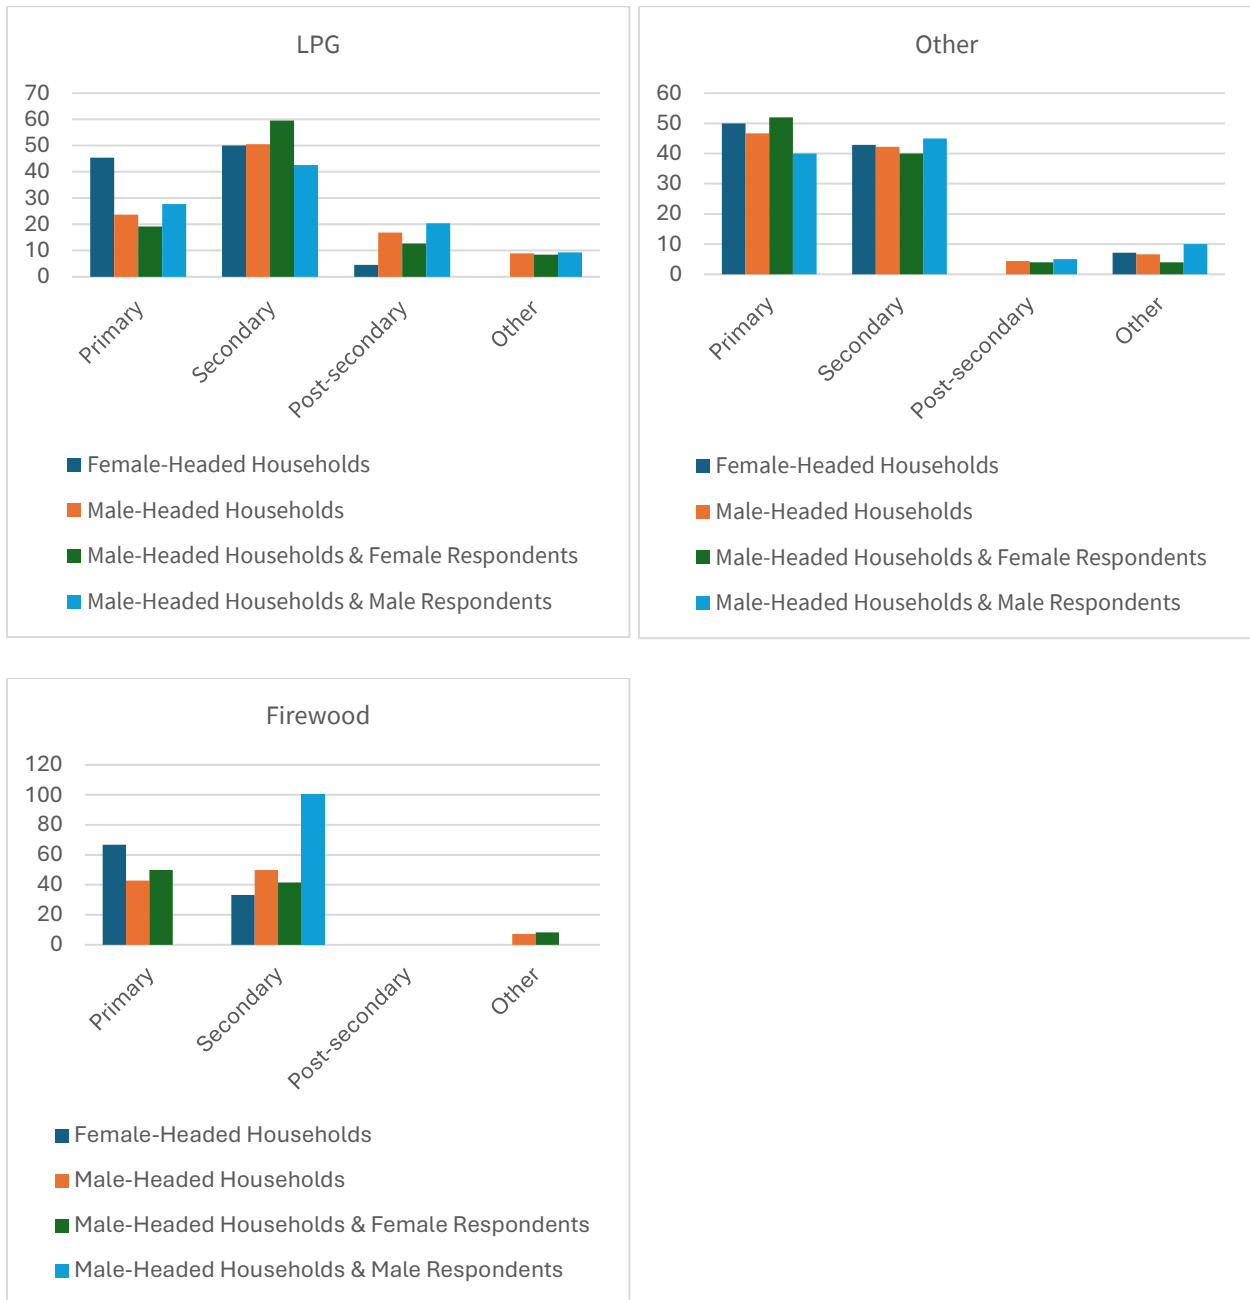 LPG
70
60
50
40
30
20
10
0
Primary
Secondary
Post-secondary
Other
Female-Headed Households
Male-Headed Households
Male-Headed Households & Female Respondents
Male-Headed Households & Male Respondents
Other
60
50
40
30
20
10
0
Primary
Secondary
Post-secondary
Other
Female-Headed Households
Male-Headed Households
Male-Headed Households & Female Respondents
Male-Headed Households & Male Respondents
Firewood
120
100
80
60
40
20
0
Primary
Secondary
Post-secondary
Other
Female-Headed Households
Male-Headed Households
Male-Headed Households & Female Respondents
Male-Headed Households & Male Respondents